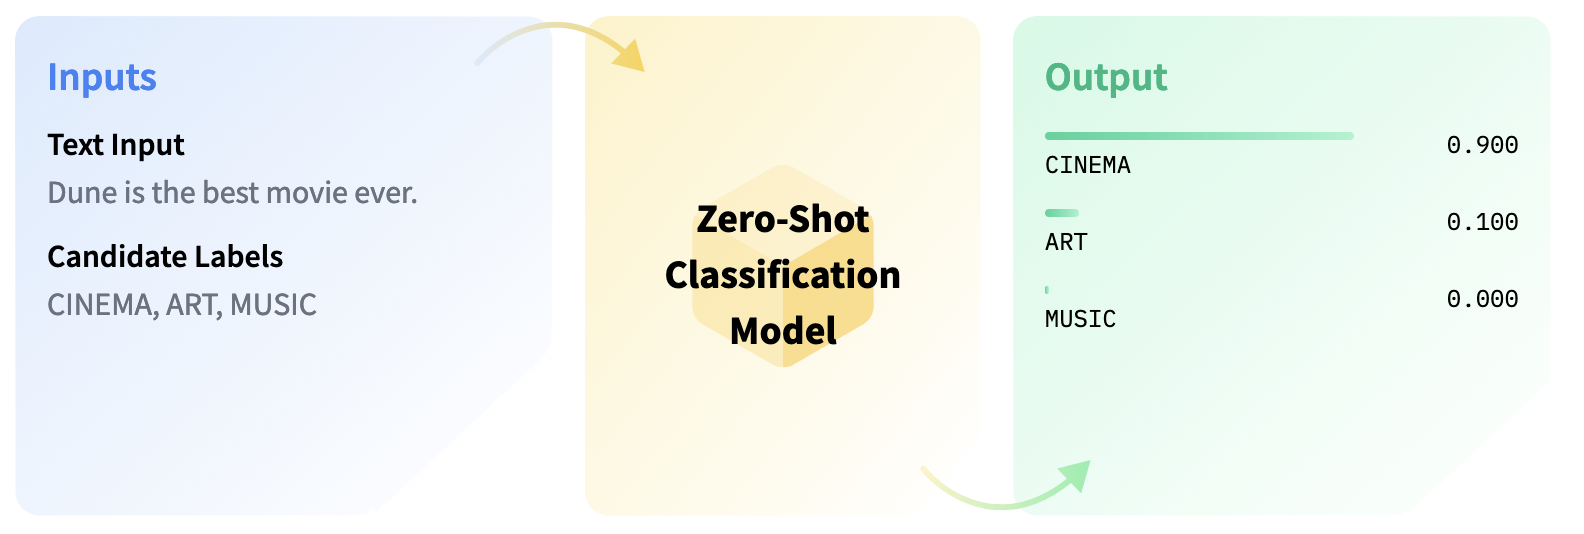 Inputs
Text Input
Dune is the best movie ever.
Candidate Labels
CINEMA, ART, MUSIC
Zero-Shot
Classification
Model
Output
CINEMA 0.900
ART 0.100
MUSIC 0.000